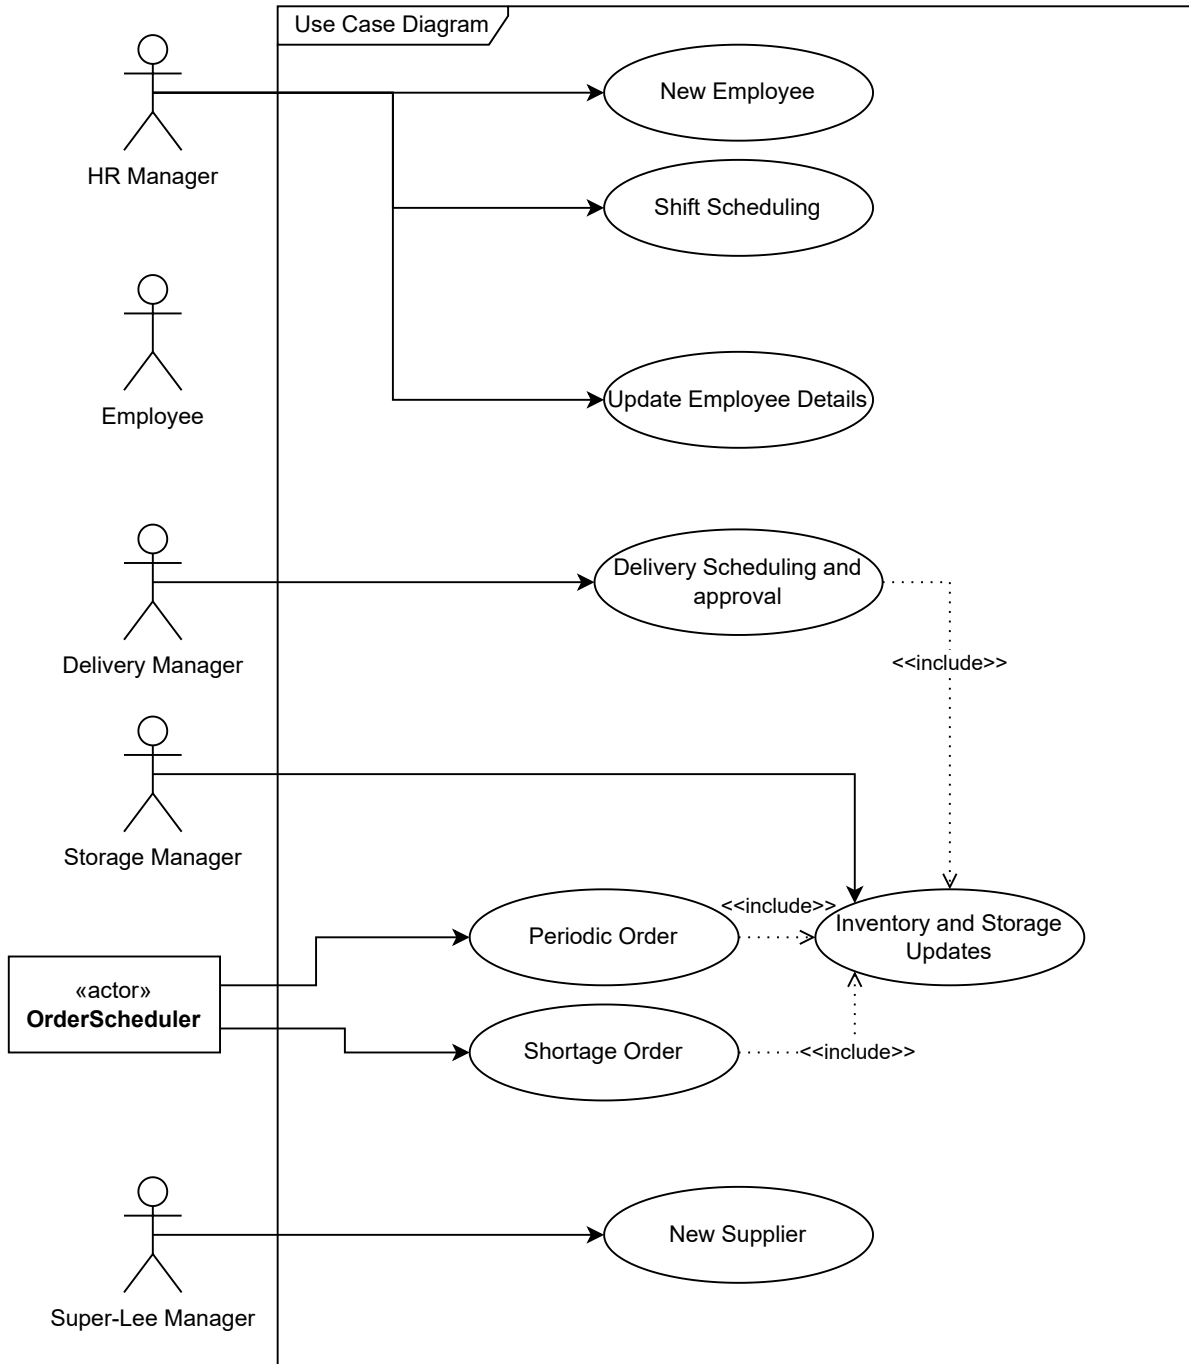 Use Case Diagram
New Employee
HR Manager
Shift Scheduling
Update Employee Details
Employee
Delivery Scheduling and
approval
Delivery Manager
<<include>>
Storage Manager
<<include>>
Periodic Order
Inventory and Storage
Updates
«actor»
OrderScheduler
Shortage Order
<<include>>
New Supplier
Super-Lee Manager